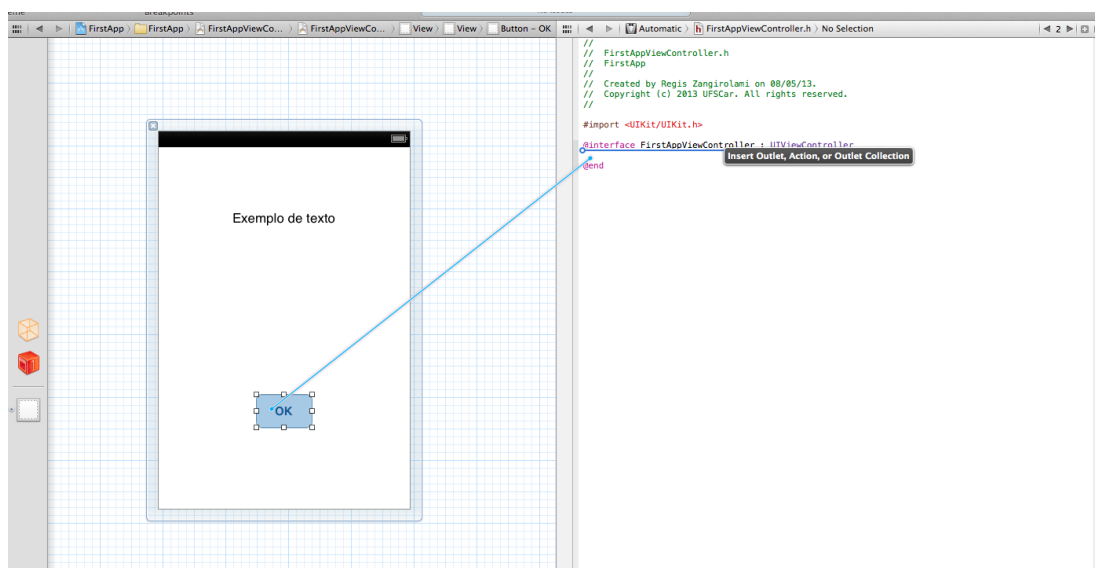 breakpoints
FirstApp FirstApp FirstAppViewCo... FirstAppViewCo... View View Button - OK
Automatic FirstAppViewController.h No Selection
2
Exemplo de texto
OK
//
// FirstAppViewController.h
// FirstApp
//
// Created by Regis Zangirolami on 08/05/13.
// Copyright (c) 2013 UFSCar. All rights reserved.
//
#import <UIKit/UIKit.h>
@interface FirstAppViewController : UIViewController
Insert Outlet, Action, or Outlet Collection
@end